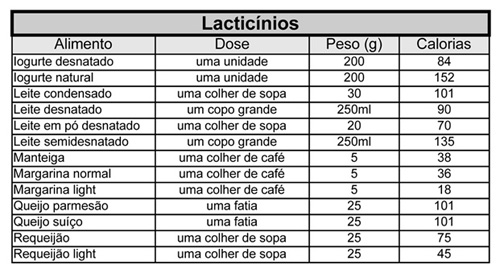 Lacticínios
Alimento Dose Peso (g) Calorias
Iogurte desnatado uma unidade 200 84
Iogurte natural uma unidade 200 152
Leite condensado uma colher de sopa 30 101
Leite desnatado um copo grande 250ml 90
Leite em pó desnatado uma colher de sopa 20 70
Leite semidesnatado um copo grande 250ml 135
Manteiga uma colher de café 5 38
Margarina normal uma colher de café 5 36
Margarina light uma colher de café 5 18
Queijo parmesão uma fatia 25 101
Queijo suíço uma fatia 25 101
Requeijão uma colher de sopa 25 75
Requeijão light uma colher de sopa 25 45